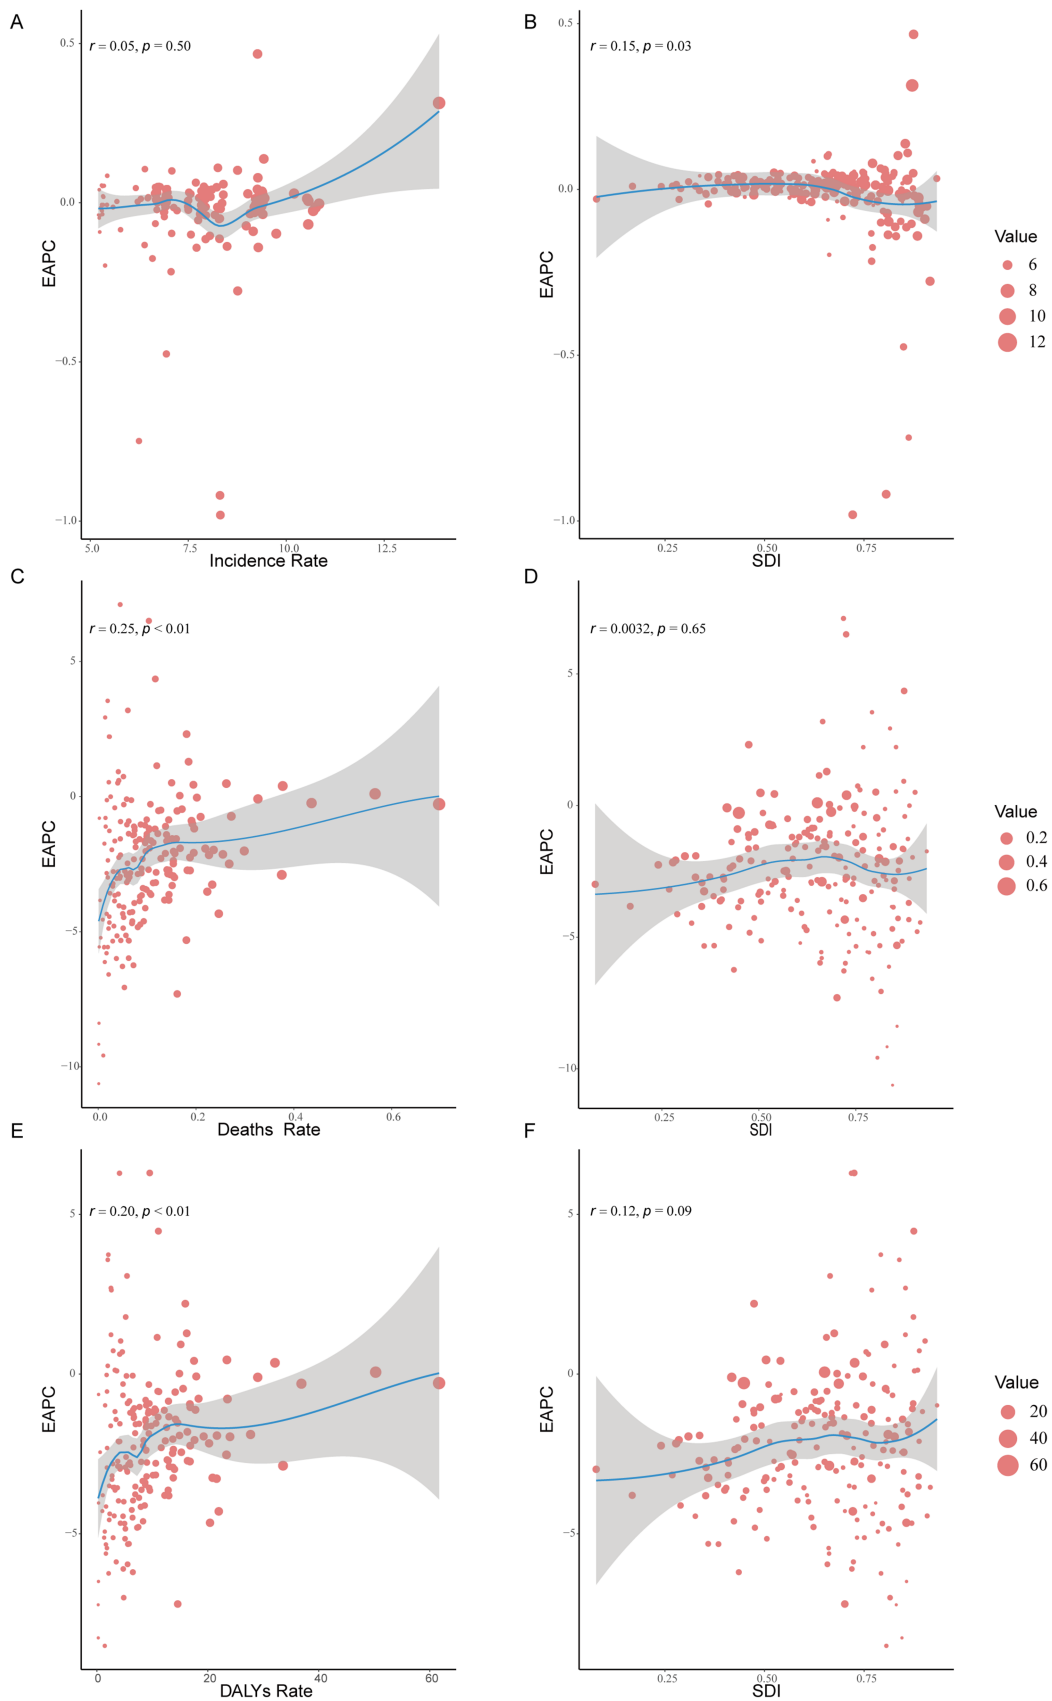 A
r = 0.05, p = 0.50
EAPC
0.5
0.0
−0.5
−1.0
5.0
7.5
10.0
12.5
Incidence Rate
B
r = 0.15, p = 0.03
EAPC
0.5
0.0
−0.5
−1.0
0.25
0.50
0.75
SDI
Value
6
8
10
12
C
r = 0.25, p < 0.01
EAPC
5
0
−5
−10
0.0
0.2
0.4
0.6
Deaths Rate
D
r = 0.0032, p = 0.65
EAPC
5
0
−5
−10
0.25
0.50
0.75
SDI
Value
0.2
0.4
0.6
E
r = 0.20, p < 0.01
EAPC
5
0
−5
0
20
40
60
DALYs Rate
F
r = 0.12, p = 0.09
EAPC
5
0
−5
0.25
0.50
0.75
SDI
Value
20
40
60